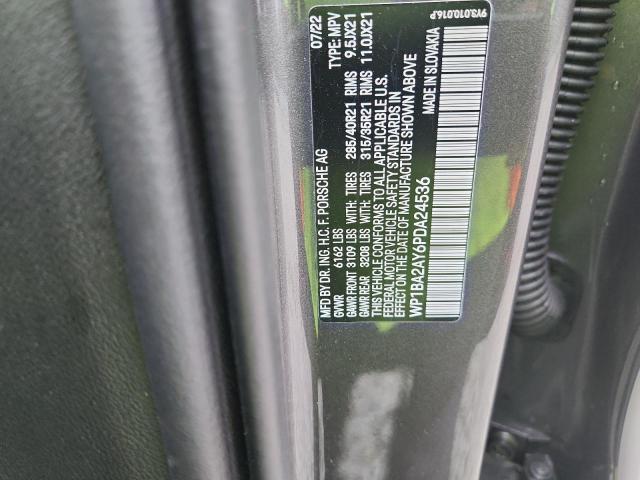 MFD BY DR. ING. H.C. F. PORSCHE AG 07/22
GVWR 6162 LBS TYPE: MPV
GAWR FRONT 3109 LBS WITH: TIRES 285/40R21 RIMS 9.5JX21
GAWR REAR 3208 LBS WITH: TIRES 315/35R21 RIMS 11.0JX21
THIS VEHICLE CONFORMS TO ALL APPLICABLE U.S.
FEDERAL MOTOR VEHICLE SAFETY STANDARDS IN
EFFECT ON THE DATE OF MANUFACTURE SHOWN ABOVE
WP1BA2AY6PDA24536 MADE IN SLOVAKIA
9Y3.010.016.P